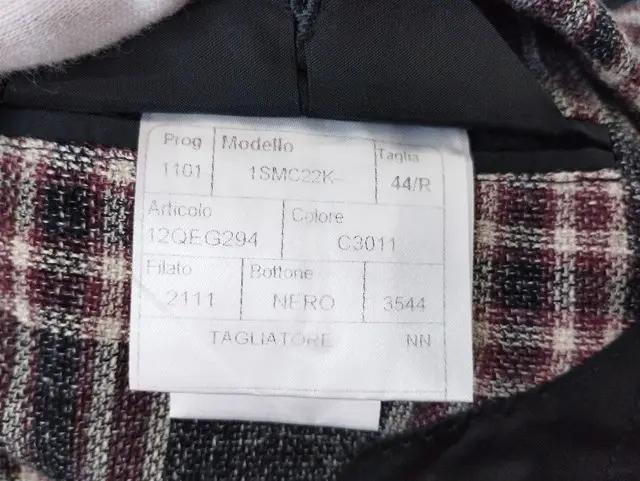 Prog Modello Taglia
1101 1SMC22K- 44/R
Articolo Colore
12QEG294 C3011
Filato Bottone
2111 NERO 3544
TAGLIATORE NN